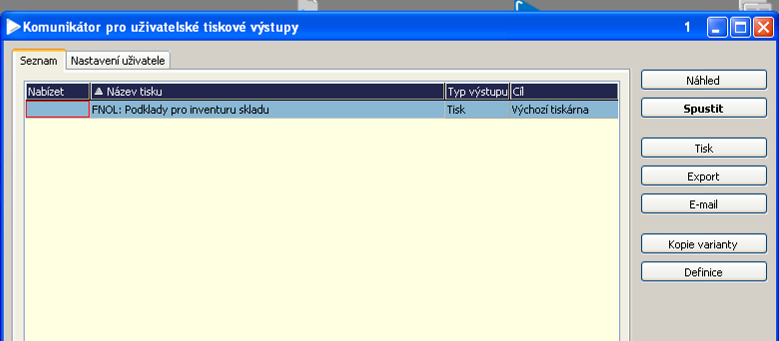 Komunikátor pro uživatelské tiskové výstupy 1
Seznam Nastavení uživatele
Nabízet Název tisku Typ výstupu Cíl
FNOL: Podklady pro inventuru skladu Tisk Výchozí tiskárna
Náhled
Spustit
Tisk
Export
E-mail
Kopie varianty
Definice